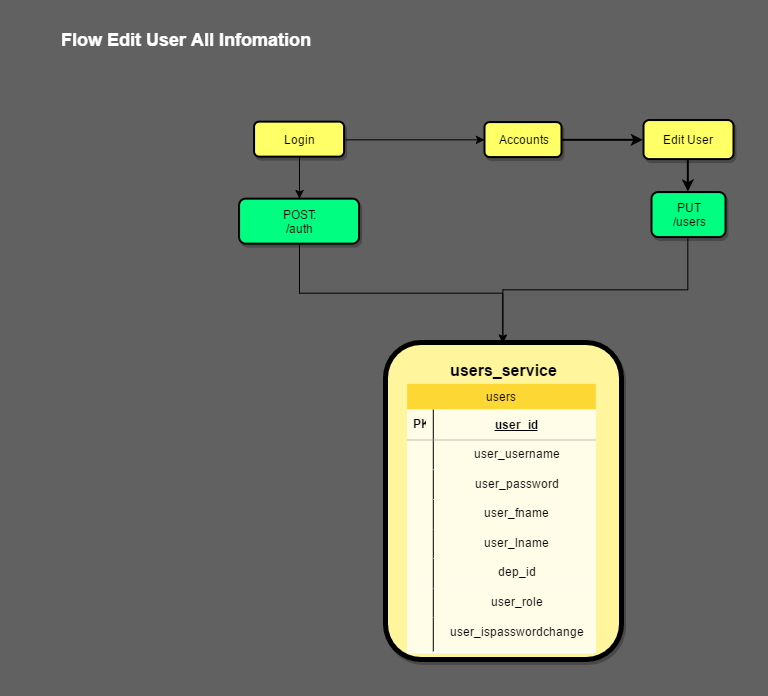 Flow Edit User All Infomation
Login
Accounts
Edit User
POST:
/auth
PUT
/users
users_service
users
PK
user_id
user_username
user_password
user_fname
user_lname
dep_id
user_role
user_ispasswordchange